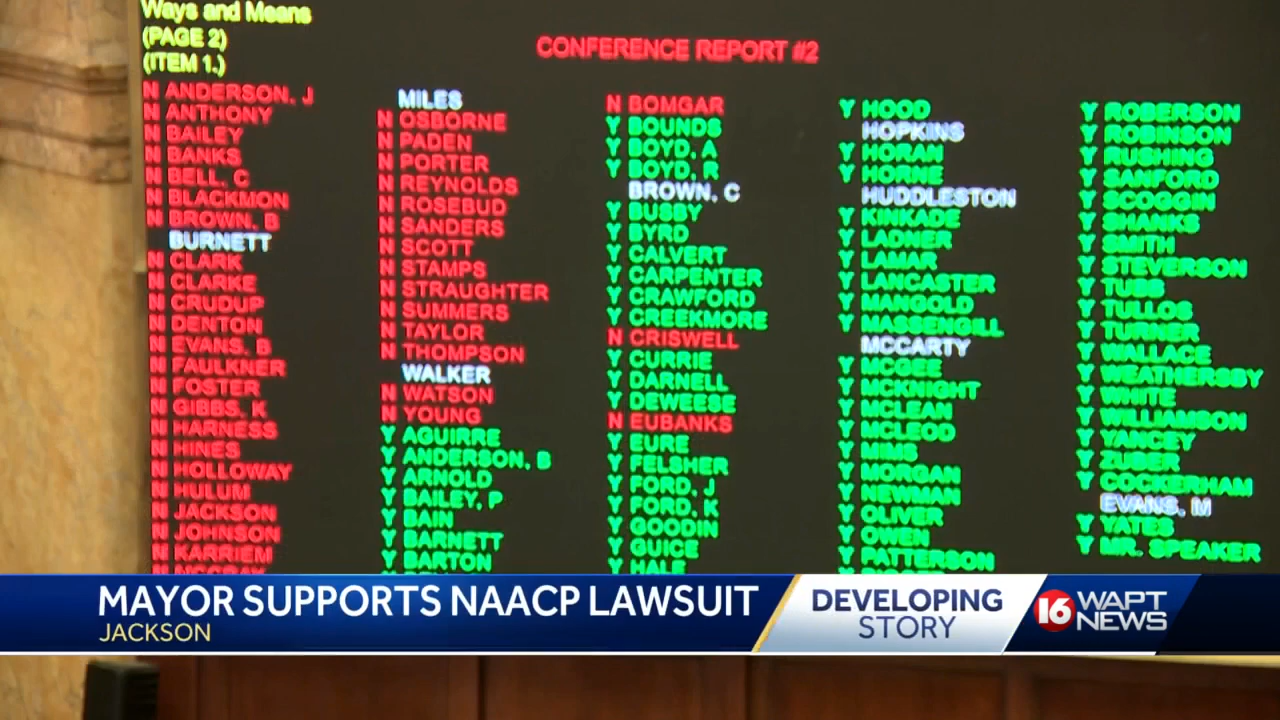 Ways and Means
(PAGE 2)
(ITEM 1.)
CONFERENCE REPORT #2
N ANDERSON, J
N ANTHONY
N BAILEY
N BANKS
N BELL, C
N BLACKMON
N BROWN, B
BURNETT
N CLARK
N CLARKE
N CRUDUP
N DENTON
N EVANS, B
N FAULKNER
N FOSTER
N GIBBS, K
N HARNESS
N HINES
N HOLLOWAY
N HULUM
N JACKSON
N JOHNSON
N KARRIEM
MILES
N OSBORNE
N PADEN
N PORTER
N REYNOLDS
N ROSEBUD
N SANDERS
N SCOTT
N STAMPS
N STRAUGHTER
N SUMMERS
N TAYLOR
N THOMPSON
WALKER
N WATSON
N YOUNG
Y AGUIRRE
Y ANDERSON, B
Y ARNOLD
Y BAILEY, P
Y BAIN
Y BARNETT
Y BARTON
N BOMGAR
Y BOUNDS
Y BOYD, A
Y BOYD, R
BROWN, C
Y BUSBY
Y BYRD
Y CALVERT
Y CARPENTER
Y CRAWFORD
Y CREEKMORE
N CRISWELL
Y CURRIE
Y DARNELL
Y DEWEESE
N EUBANKS
Y EURE
Y FELSHER
Y FORD, J
Y FORD, K
Y GOODIN
Y GUICE
Y HALE
Y HOOD
HOPKINS
Y HORAN
Y HORNE
HUDDLESTON
Y KINKADE
Y LADNER
Y LAMAR
Y LANCASTER
Y MANGOLD
Y MASSENGILL
MCCARTY
Y MCGEE
Y MCKNIGHT
Y MCLEAN
Y MCLEOD
Y MIMS
Y MORGAN
Y NEWMAN
Y OLIVER
Y OWEN
Y PATTERSON
Y ROBERSON
Y ROBINSON
Y RUSHING
Y SANFORD
Y SCOGGIN
Y SHANKS
Y SMITH
Y STEVERSON
Y TUBB
Y TULLOS
Y TURNER
Y WALLACE
Y WEATHERSBY
Y WHITE
Y WILLIAMSON
Y YANCEY
Y ZUBER
Y COCKERHAM
EVANS, M
Y YATES
Y MR. SPEAKER
MAYOR SUPPORTS NAACP LAWSUIT
JACKSON
DEVELOPING
STORY
16 WAPT
NEWS